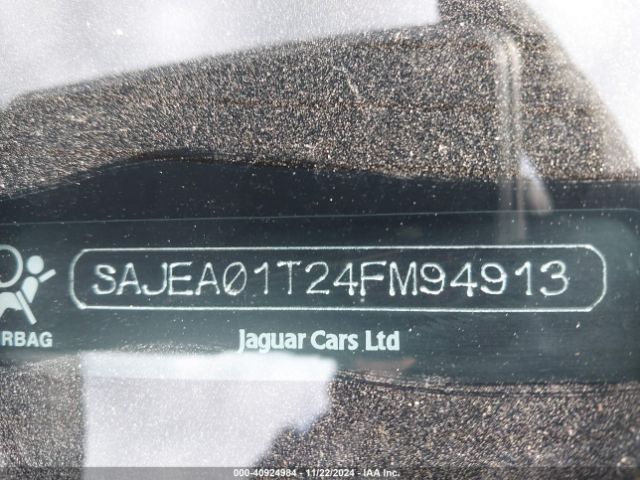 SAJEA01T24FM94913
RBAG
Jaguar Cars Ltd
000-40924984 - 11/22/2024 - IAA Inc.